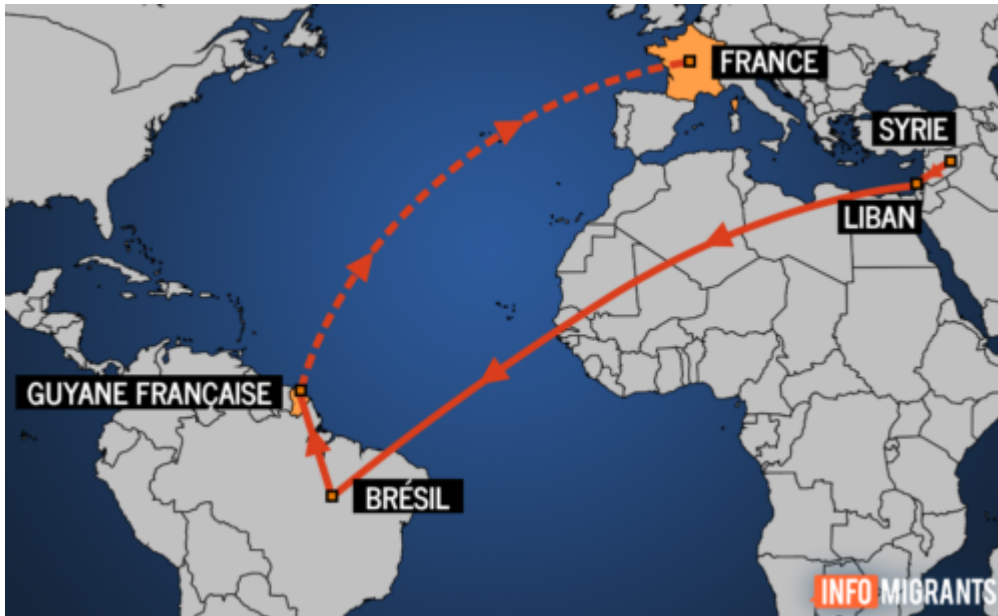 FRANCE
SYRIE
LIBAN
GUYANE FRANÇAISE
BRÉSIL
INFO MIGRANTS